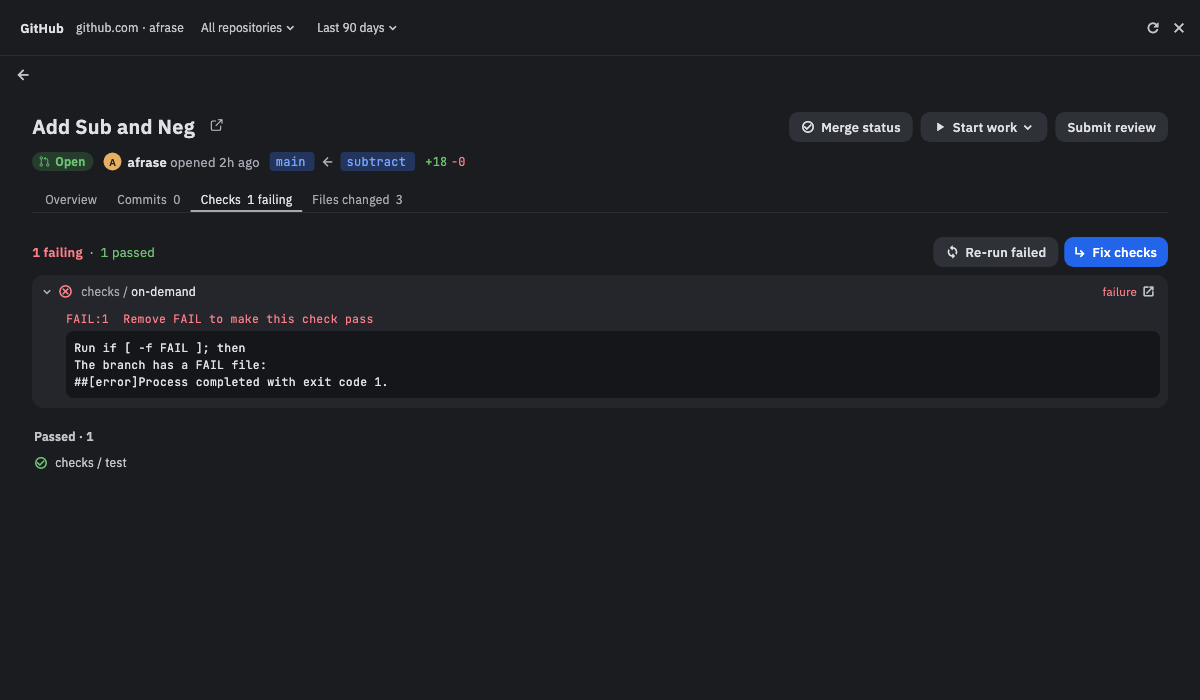 GitHub github.com · afrase All repositories Last 90 days
Add Sub and Neg
Merge status Start work Submit review
Open A afrase opened 2h ago main ← subtract +18 -0
Overview Commits 0 Checks 1 failing Files changed 3
1 failing · 1 passed
Re-run failed Fix checks
checks / on-demand failure
FAIL:1 Remove FAIL to make this check pass
Run if [ -f FAIL ]; then
The branch has a FAIL file:
##[error]Process completed with exit code 1.
Passed · 1
checks / test